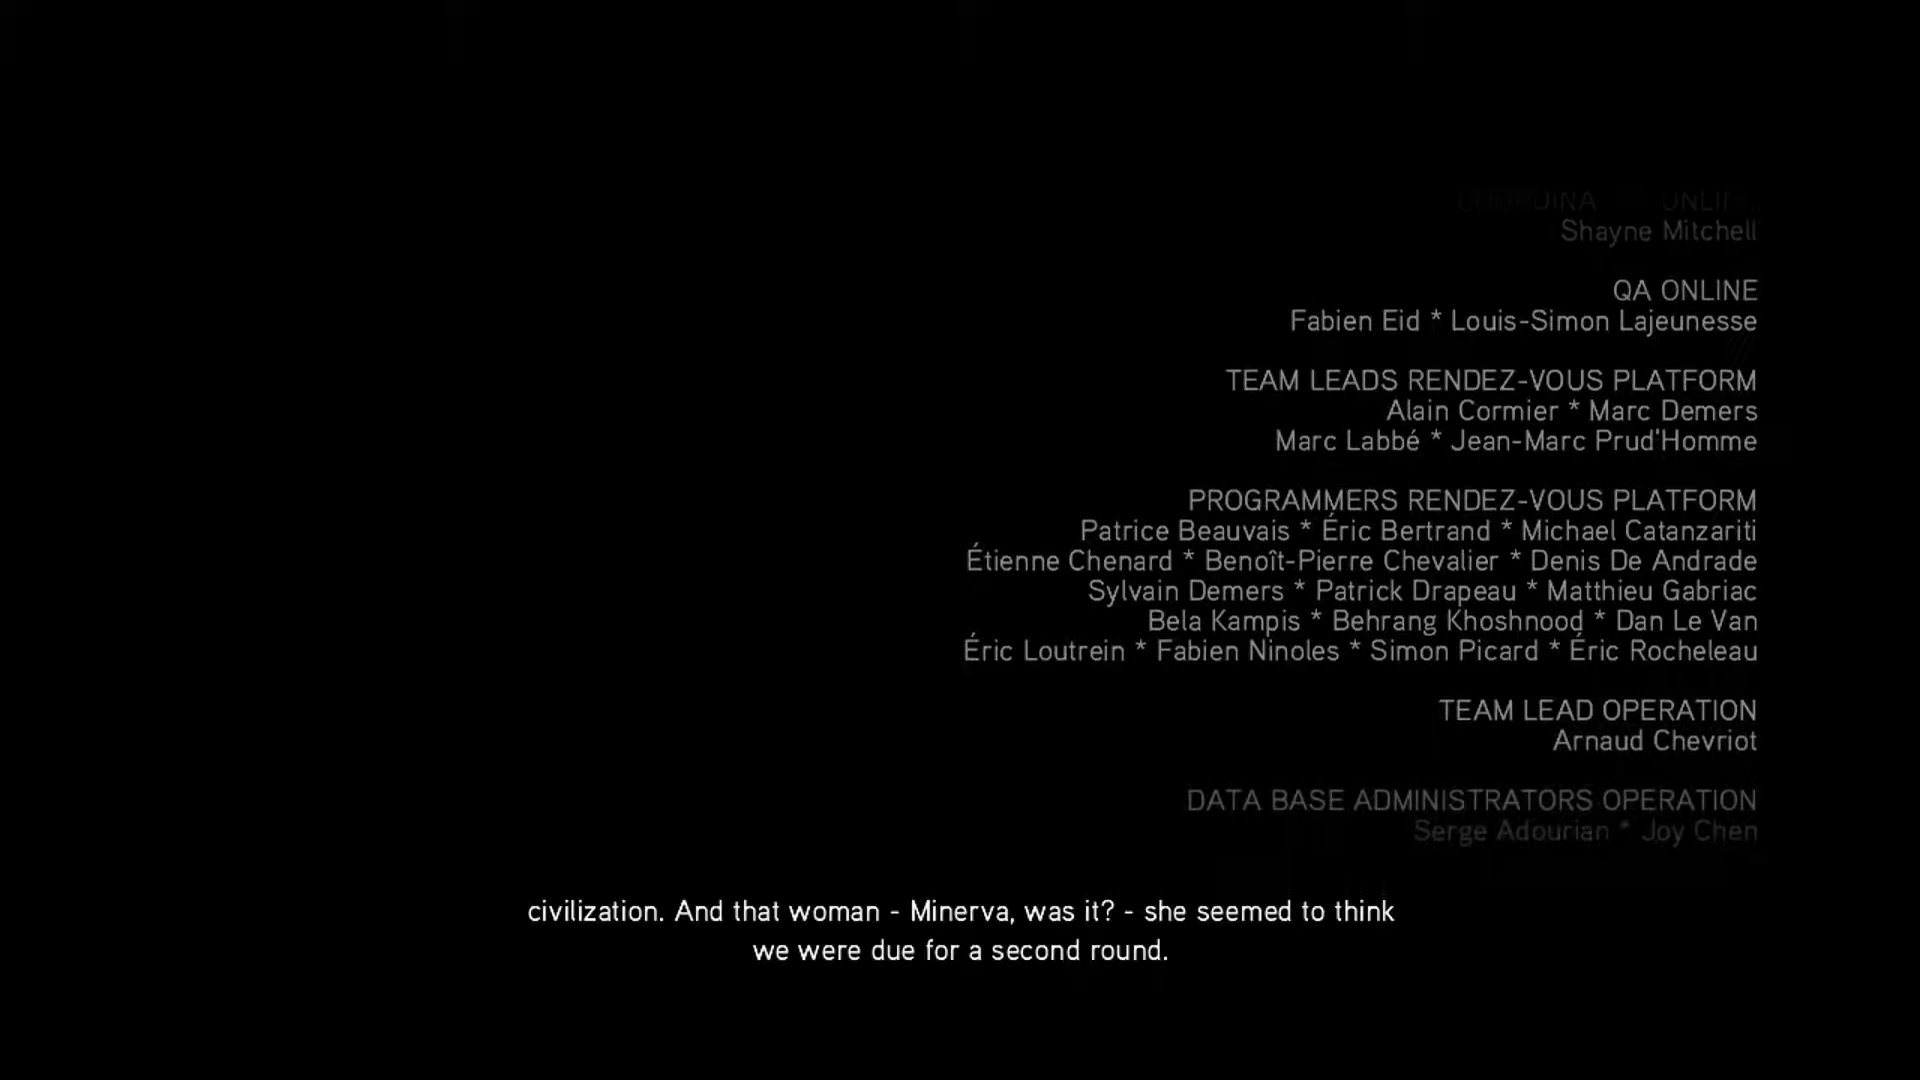 Shayne Mitchell
QA ONLINE
Fabien Eid * Louis-Simon Lajeunesse
TEAM LEADS RENDEZ-VOUS PLATFORM
Alain Cormier * Marc Demers
Marc Labbé * Jean-Marc Prud'Homme
PROGRAMMERS RENDEZ-VOUS PLATFORM
Patrice Beauvais * Éric Bertrand * Michael Catanzariti
Étienne Chenard * Benoît-Pierre Chevalier * Denis De Andrade
Sylvain Demers * Patrick Drapeau * Matthieu Gabriac
Bela Kampis * Behrang Khoshnood * Dan Le Van
Éric Loutrein * Fabien Ninoles * Simon Picard * Éric Rocheleau
TEAM LEAD OPERATION
Arnaud Chevriot
DATA BASE ADMINISTRATORS OPERATION
Serge Adourian * Joy Chen
civilization. And that woman - Minerva, was it? - she seemed to think
we were due for a second round.